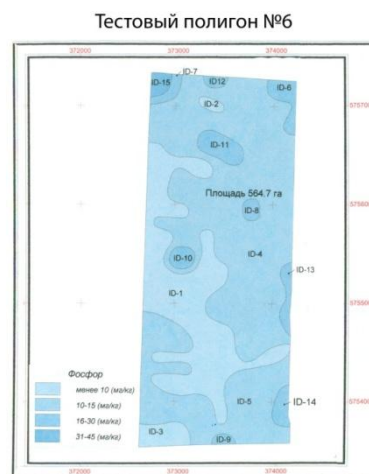 Тестовый полигон №6
372000 373000 374000
ID-7
ID-15 ID12 ID-6
ID-2
ID-11
Площадь 564.7 га
ID-8
ID-10 ID-4
ID-13
ID-1
Фосфор
менее 10 (мг/кг)
10-15 (мг/кг)
16-30 (мг/кг)
31-45 (мг/кг)
ID-5 ID-14
ID-3
ID-9
372000 373000 374000